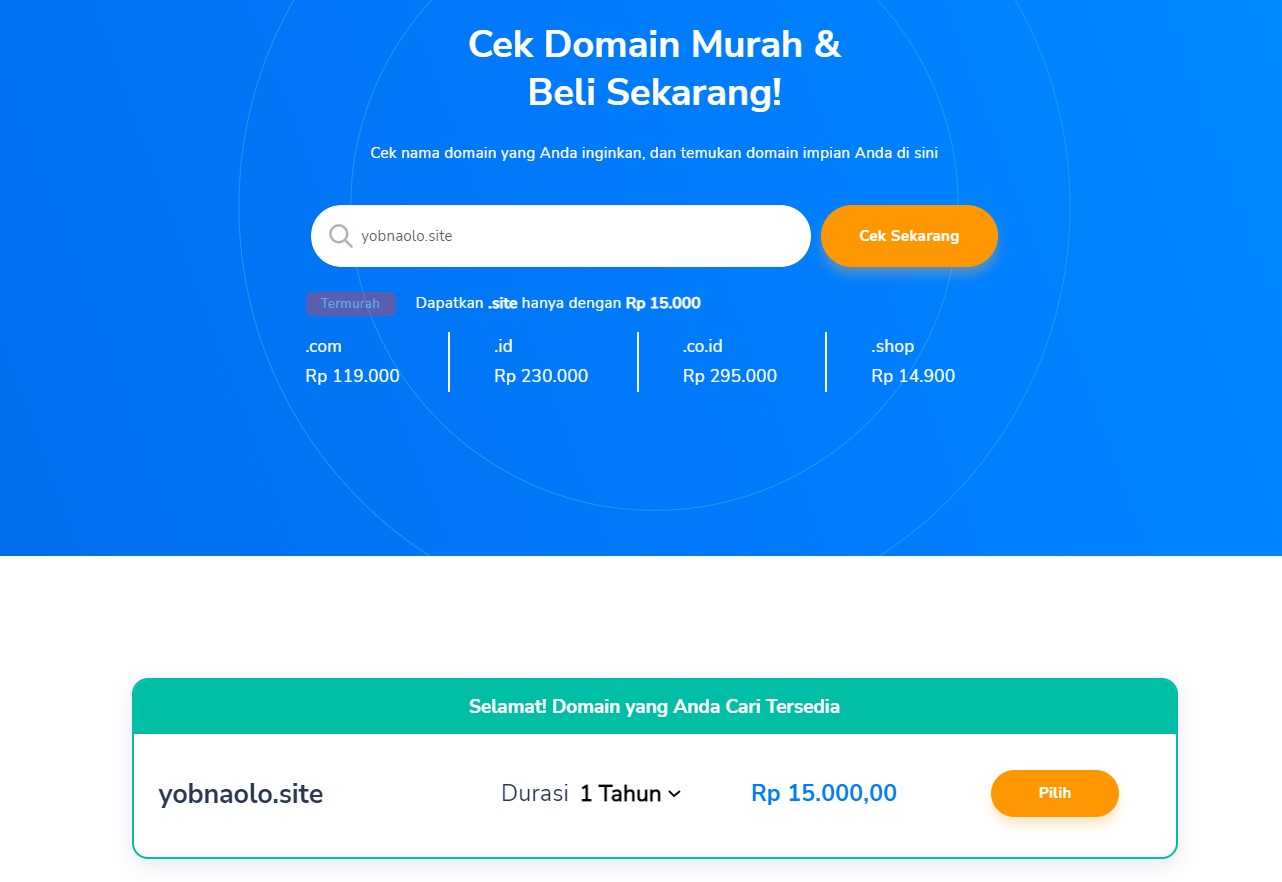 Cek Domain Murah &
Beli Sekarang!
Cek nama domain yang Anda inginkan, dan temukan domain impian Anda di sini
yobnaolo.site
Cek Sekarang
Termurah
Dapatkan .site hanya dengan Rp 15.000
.com
Rp 119.000
.id
Rp 230.000
.co.id
Rp 295.000
.shop
Rp 14.900
Selamat! Domain yang Anda Cari Tersedia
yobnaolo.site
Durasi 1 Tahun
Rp 15.000,00
Pilih